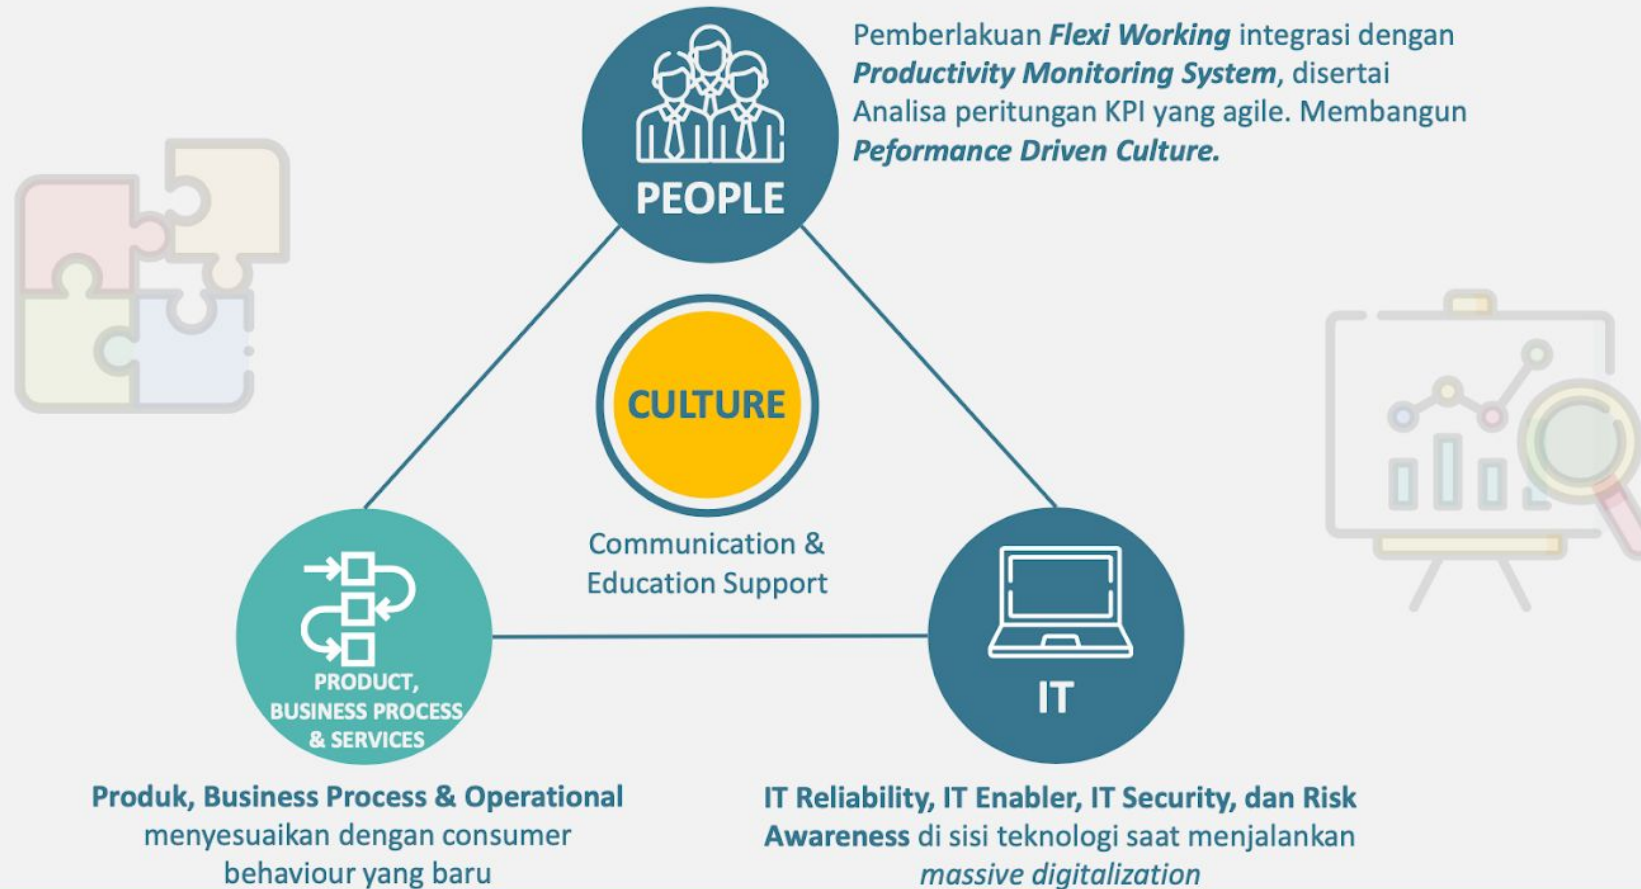 Pemberlakuan Flexi Working integrasi dengan
Productivity Monitoring System, disertai
Analisa peritungan KPI yang agile. Membangun
Peformance Driven Culture.
PEOPLE
CULTURE
Communication &
Education Support
PRODUCT,
BUSINESS PROCESS
& SERVICES
IT
Produk, Business Process & Operational
menyesuaikan dengan consumer
behaviour yang baru
IT Reliability, IT Enabler, IT Security, dan Risk
Awareness di sisi teknologi saat menjalankan
massive digitalization